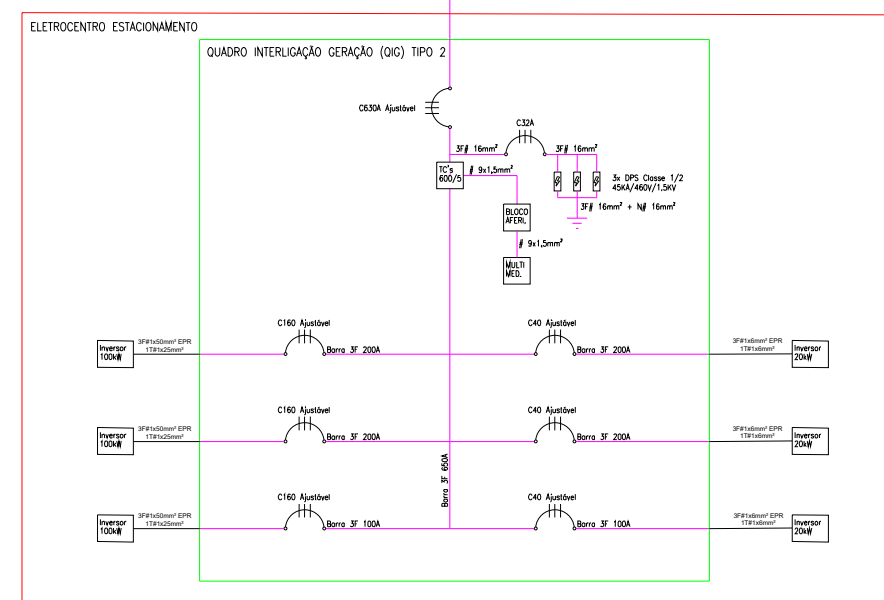 ELETROCENTRO ESTACIONAMENTO
QUADRO INTERLIGAÇÃO GERAÇÃO (QIG) TIPO 2
C630A Ajustável
C32A
3F# 16mm²
3F# 16mm²
TC's
600/5
# 9x1,5mm²
3x DPS Classe 1/2
45KA/460V/1.5KV
3F# 16mm² + N# 16mm²
BLOCO
AFERI.
# 9x1,5mm²
MULTI
MED.
C160 Ajustável
C40 Ajustável
Inversor
100kW
3F#1x50mm² EPR
1T#1x25mm²
Barra 3F 200A
Barra 3F 200A
3F#1x6mm² EPR
1T#1x6mm²
Inversor
20kW
C160 Ajustável
C40 Ajustável
Inversor
100kW
3F#1x50mm² EPR
1T#1x25mm²
Barra 3F 200A
Barra 3F 200A
3F#1x6mm² EPR
1T#1x6mm²
Inversor
20kW
Barra 3F 650A
C160 Ajustável
C40 Ajustável
Inversor
100kW
3F#1x50mm² EPR
1T#1x25mm²
Barra 3F 100A
Barra 3F 100A
3F#1x6mm² EPR
1T#1x6mm²
Inversor
20kW